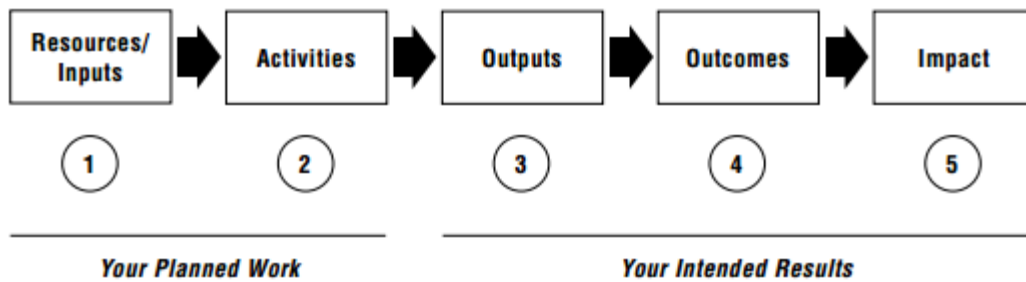 Resources/
Inputs
Activities
Outputs
Outcomes
Impact
1
2
3
4
5
Your Planned Work
Your Intended Results